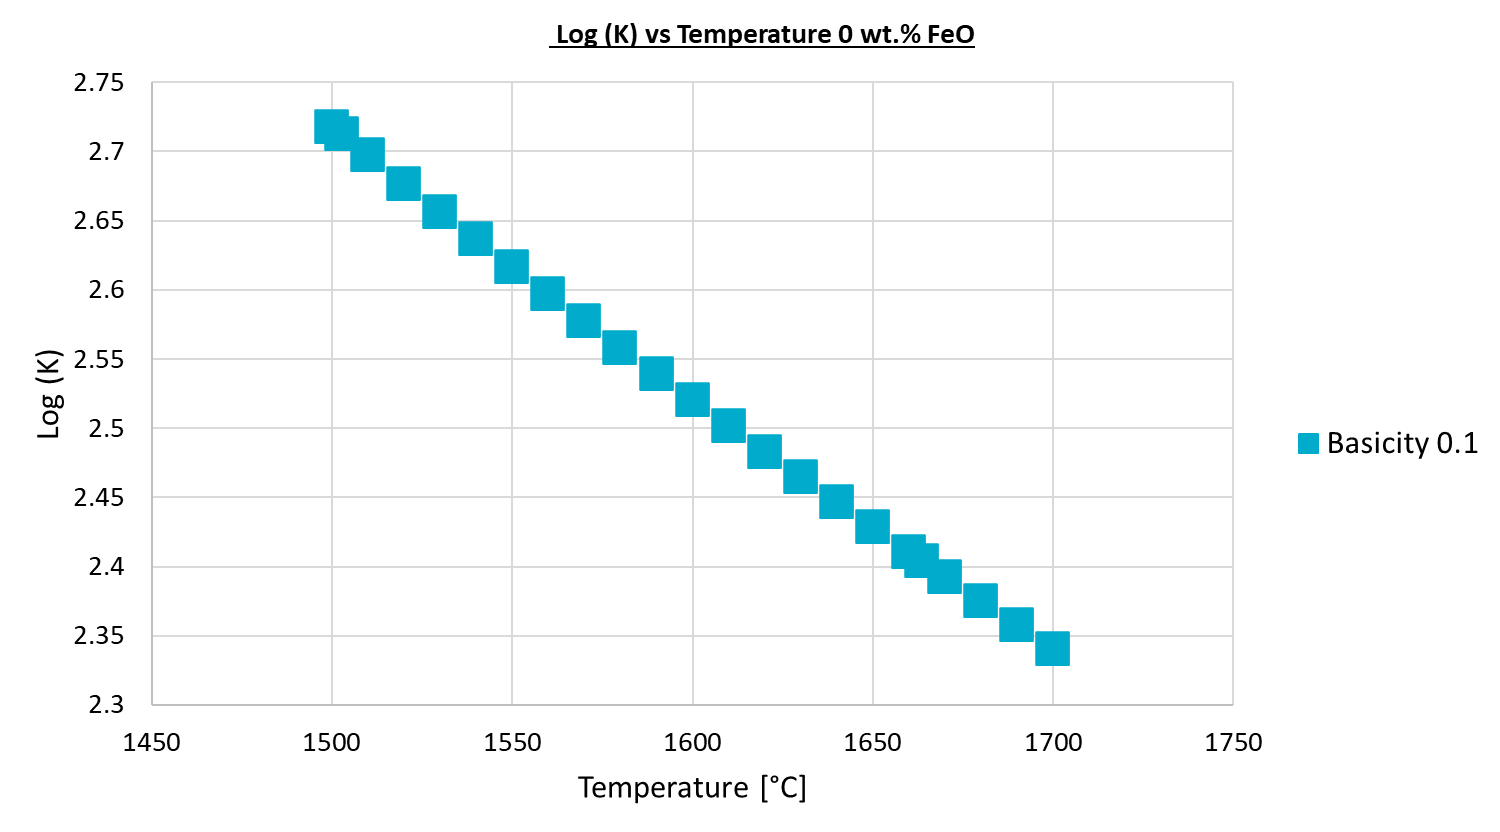 Log (K) vs Temperature 0 wt.% FeO
2.75
2.7
2.65
2.6
2.55
2.5
2.45
2.4
2.35
2.3
Log (K)
1450 1500 1550 1600 1650 1700 1750
Temperature [°C]
Basicity 0.1